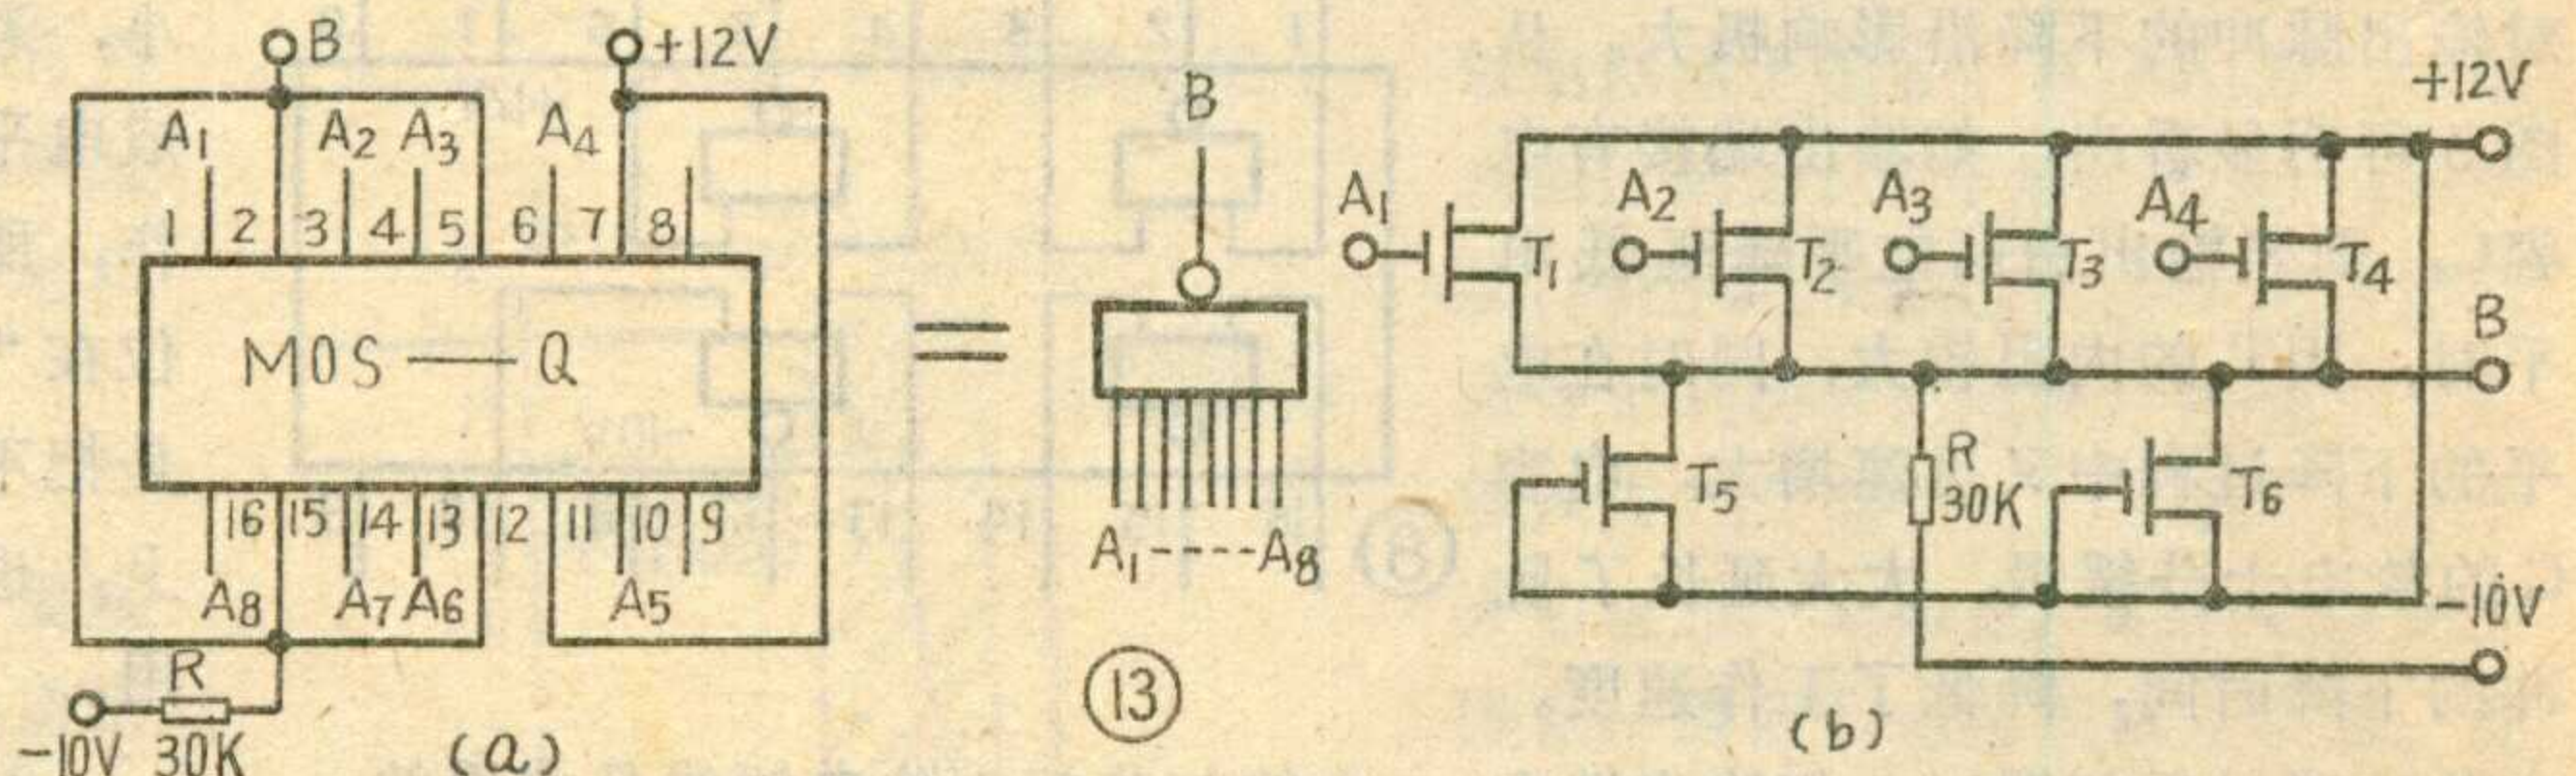 B +12V
A1 A2 A3 A4
1 2 3 4 5 6 7 8
MOS — Q
16 15 14 13 12 11 10 9
A8 A7 A6 A5
R
-10V 30K
(a)
=
B
A1----A8
13
+12V
A1 A2 A3 A4
T1 T2 T3 T4
B
R
30K
T5 T6
-10V
(b)